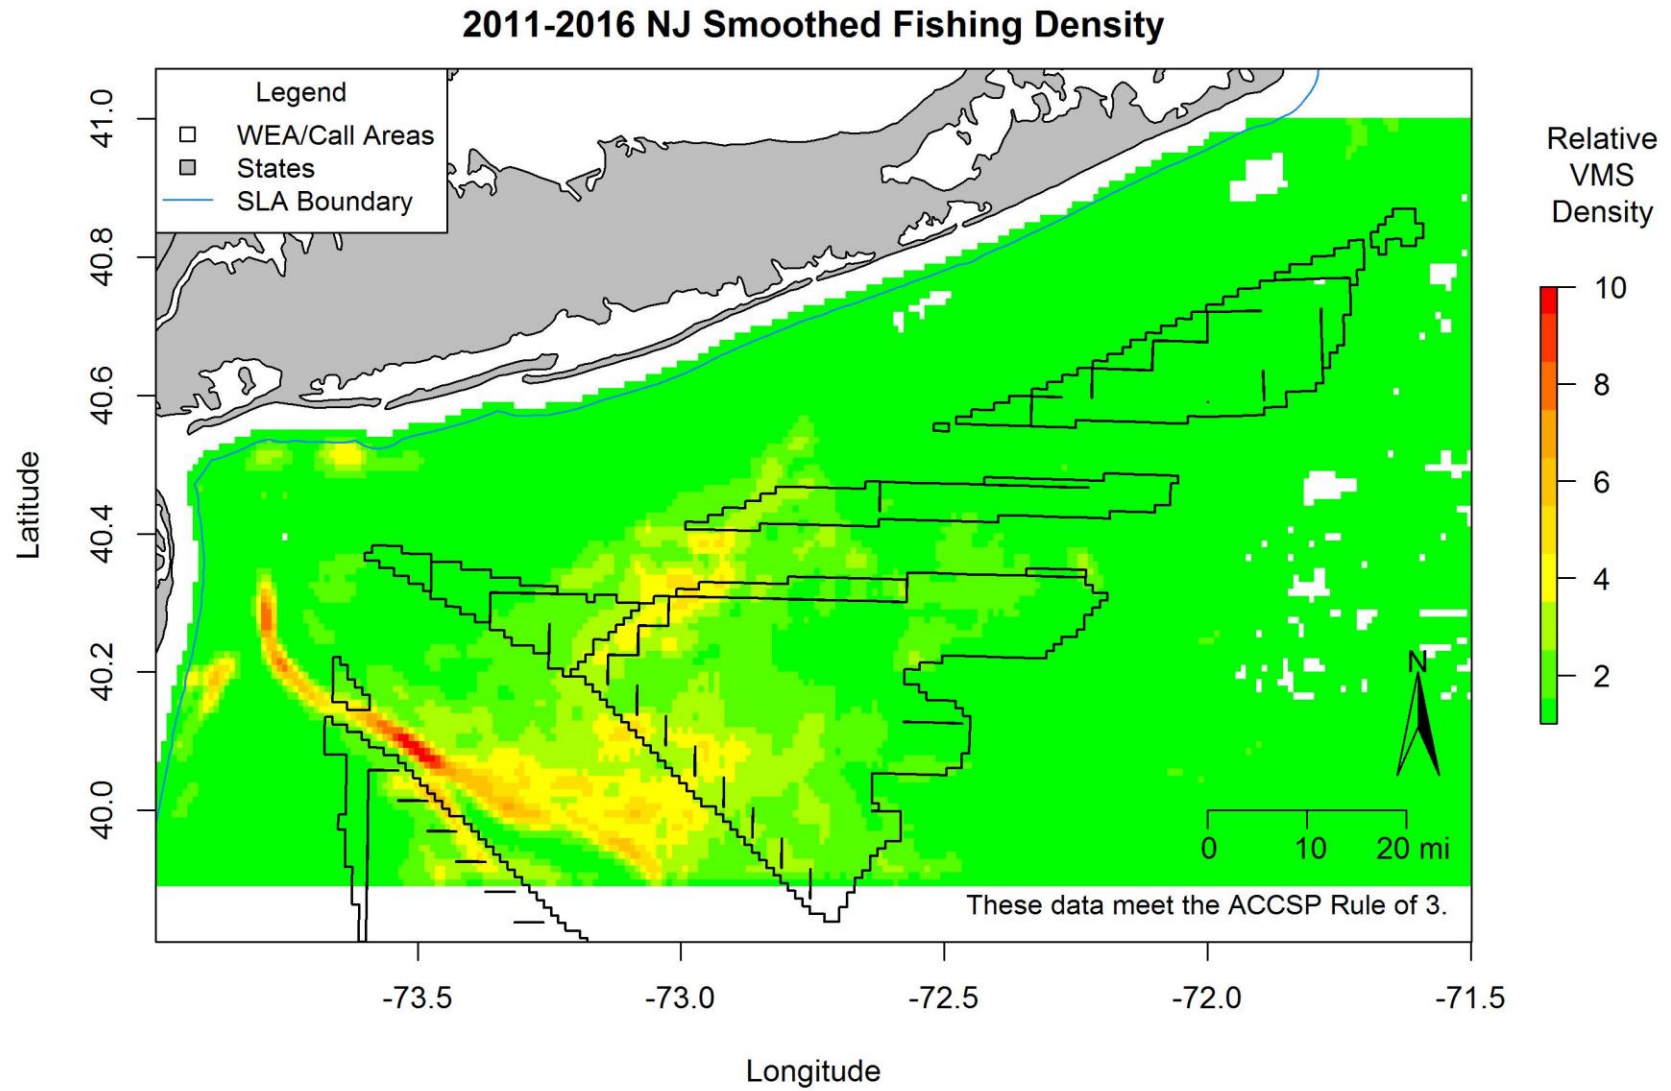 2011-2016 NJ Smoothed Fishing Density
Legend
WEA/Call Areas
States
SLA Boundary
Latitude
41.0
40.8
40.6
40.4
40.2
40.0
Relative
VMS
Density
10
8
6
4
2
N
0 10 20 mi
These data meet the ACCSP Rule of 3.
-73.5 -73.0 -72.5 -72.0 -71.5
Longitude